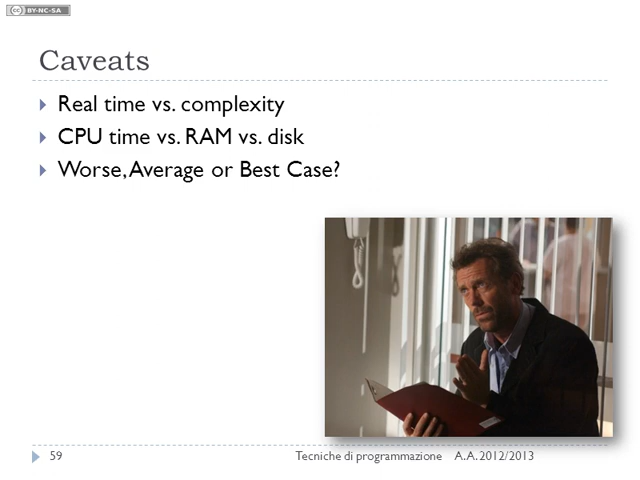 cc BY-NC-SA
Caveats
Real time vs. complexity
CPU time vs. RAM vs. disk
Worse, Average or Best Case?
59 Tecniche di programmazione A.A. 2012/2013